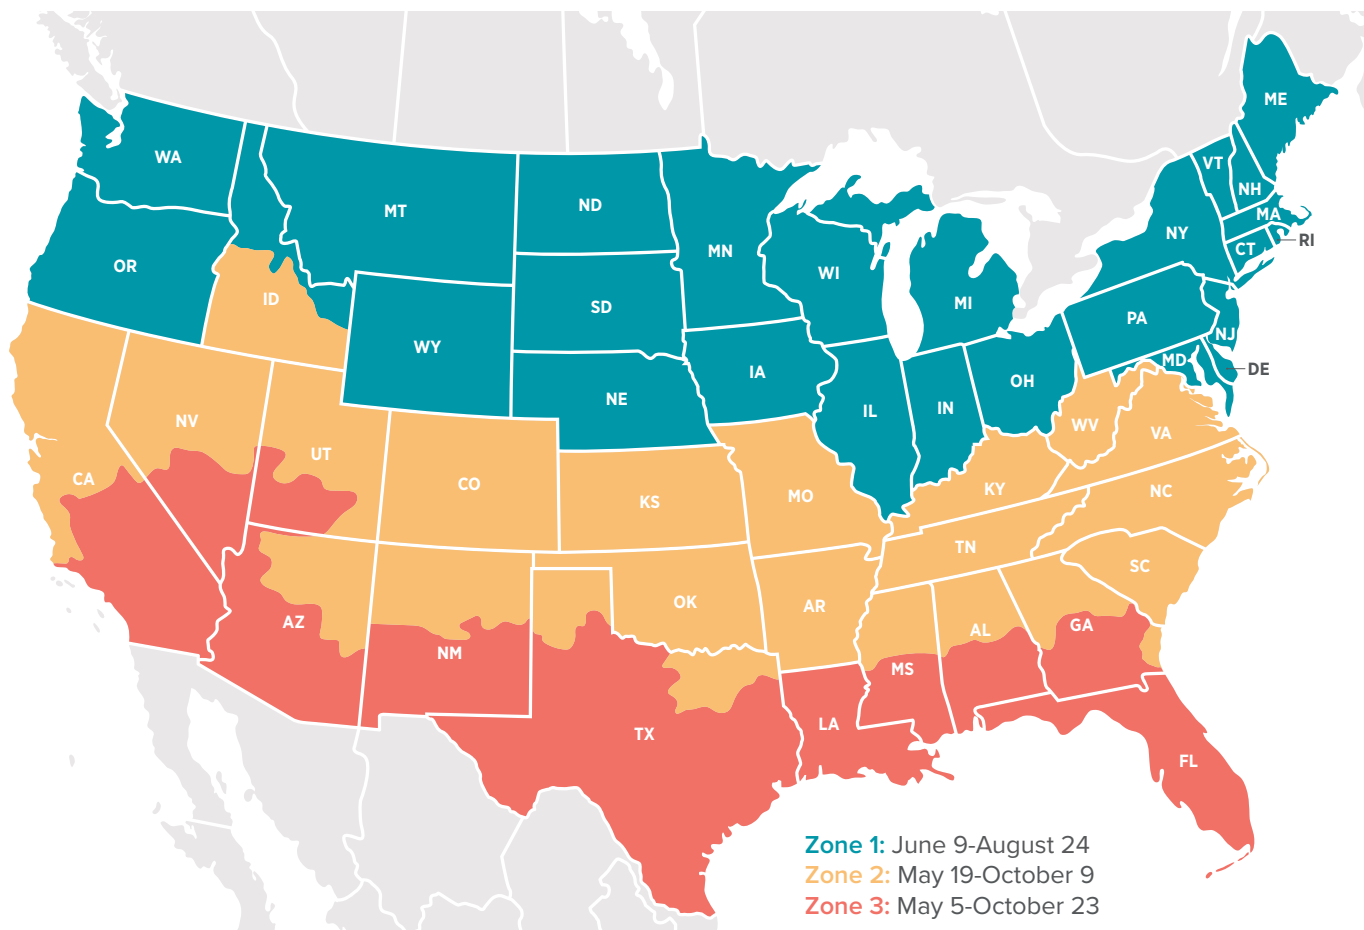 ME
WA
VT
NH
MT
ND
MA
NY
RI
MN
CT
OR
WI
ID
MI
SD
PA
NJ
WY
MD
DE
IA
OH
NE
IL
IN
NV
WV
VA
UT
CA
CO
KY
NC
KS
MO
TN
SC
OK
AR
AZ
GA
AL
NM
MS
LA
TX
FL
Zone 1: June 9-August 24
Zone 2: May 19-October 9
Zone 3: May 5-October 23